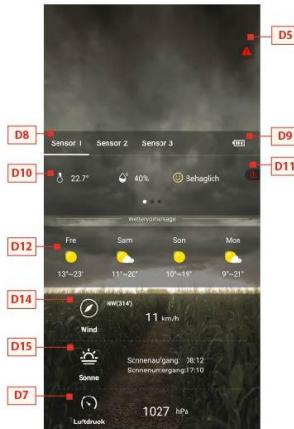 D5
D8
Sensor 1 Sensor 2 Sensor 3
D9
D10
22.7° 40% Behaglich
D11
Wettervorhersage
D12
Fre Sam Son Mon
13°~23° 11°~20° 10°~19° 9°~21°
D14
NW(314°)
11 km/h
Wind
D15
Sonnenaufgang: 08:12
Sonnenuntergang:17:10
Sonne
D7
1027 hPa
Luftdruck